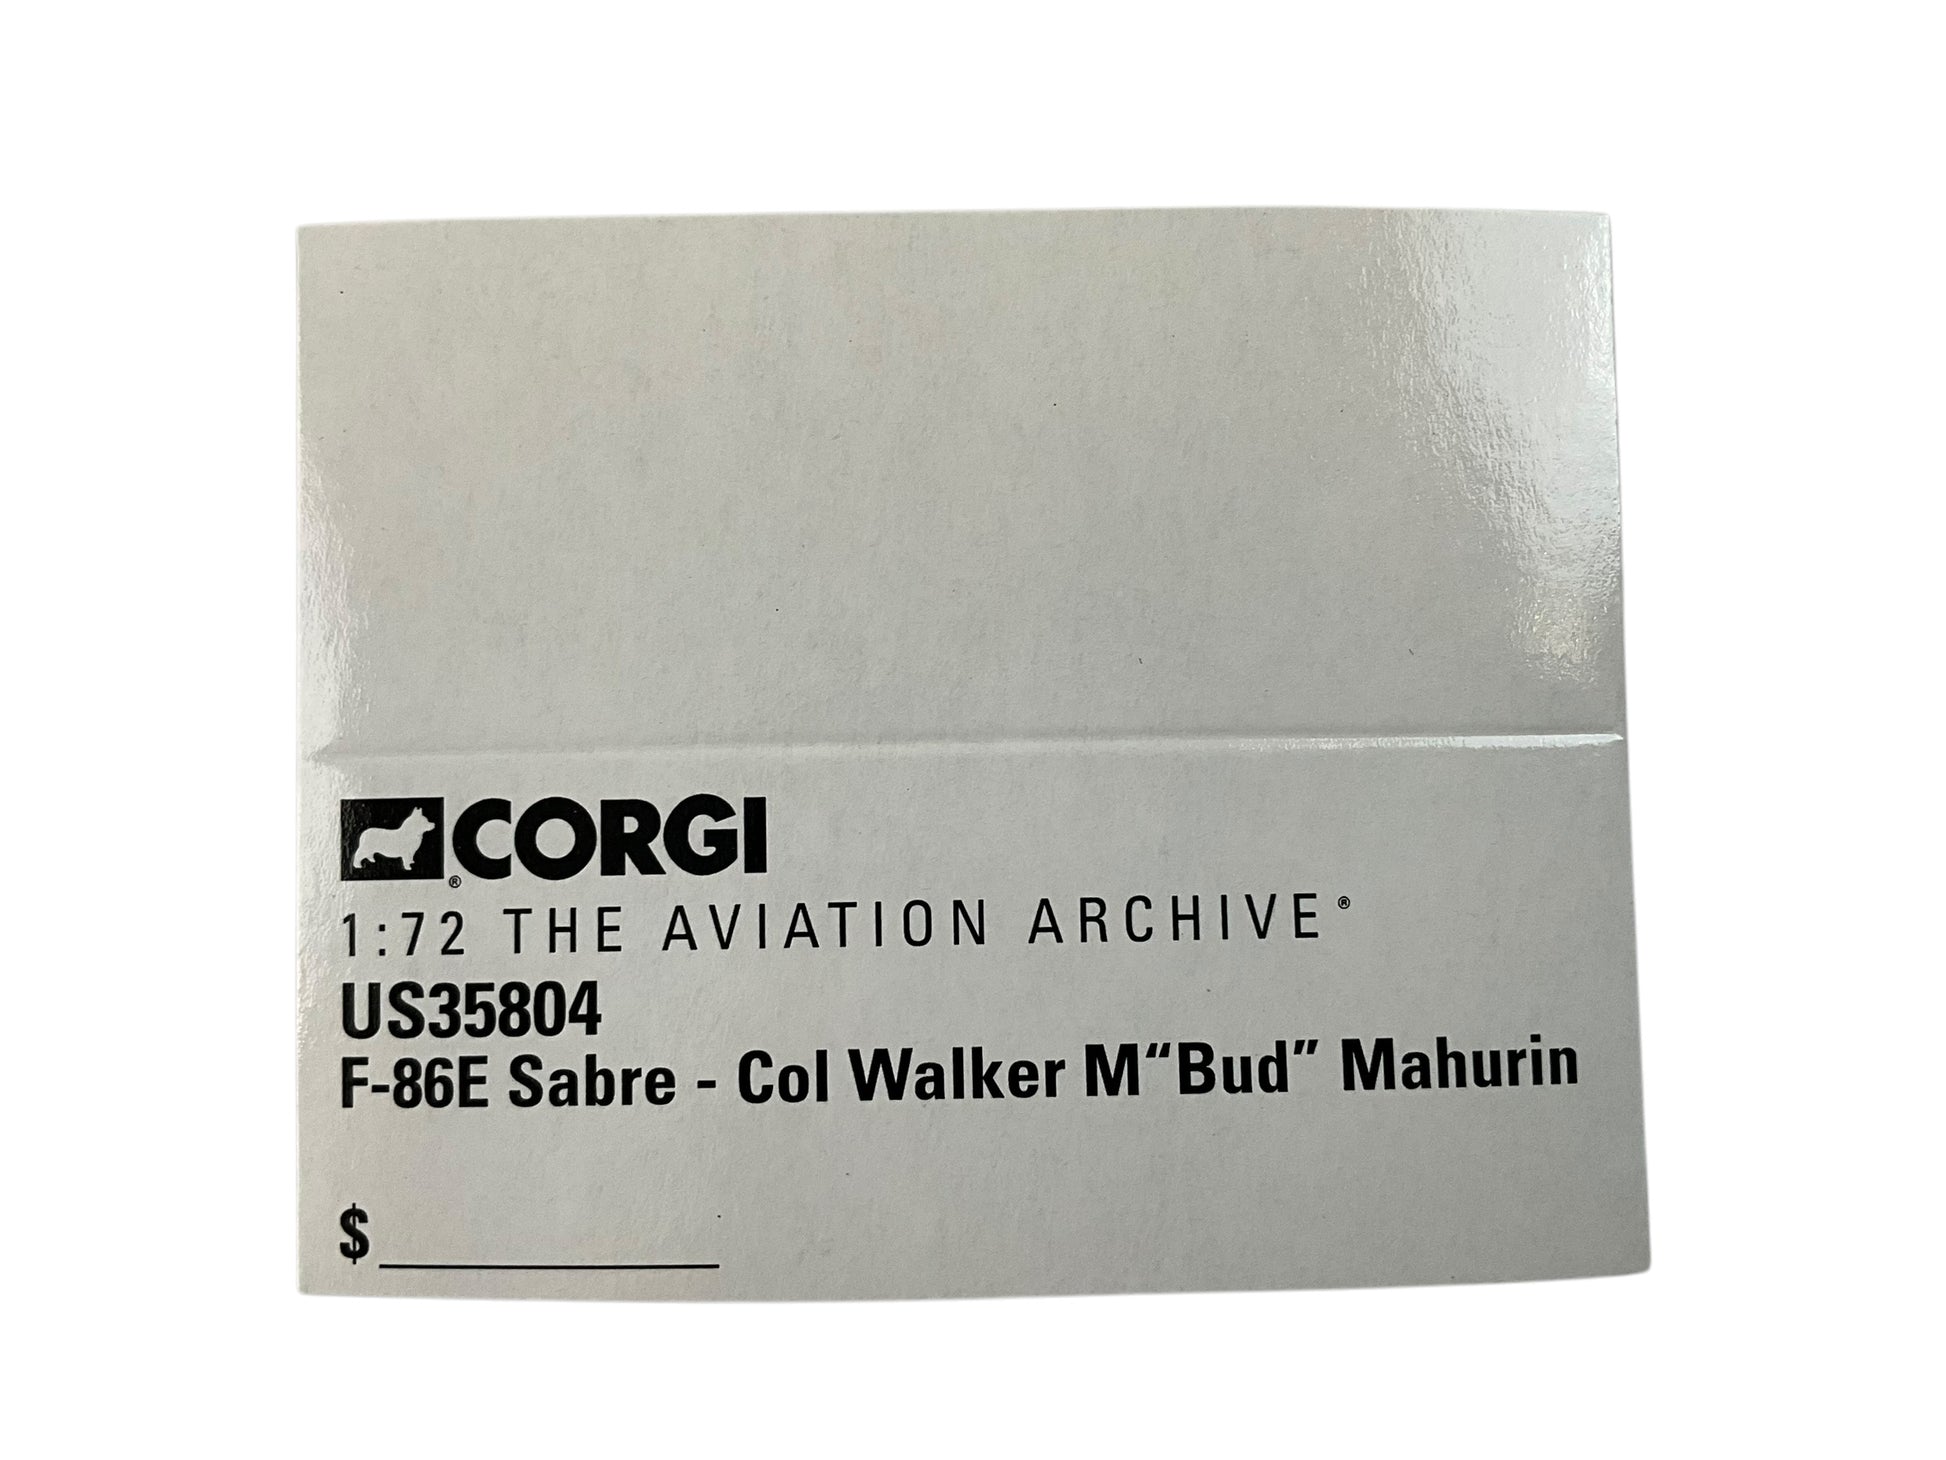 CORGI®
1:72 THE AVIATION ARCHIVE®
US35804
F-86E Sabre - Col Walker M“Bud” Mahurin
$